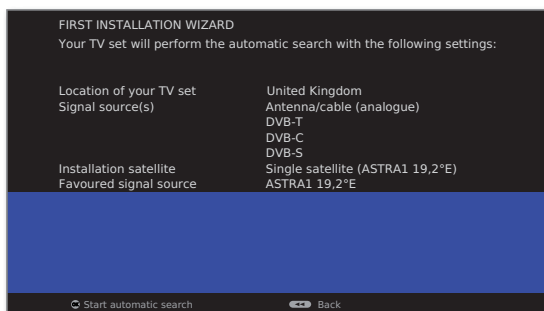 FIRST INSTALLATION WIZARD
Your TV set will perform the automatic search with the following settings:
Location of your TV set United Kingdom
Signal source(s) Antenna/cable (analogue)
DVB-T
DVB-C
DVB-S
Installation satellite Single satellite (ASTRA1 19,2°E)
Favoured signal source ASTRA1 19,2°E
OK Start automatic search Back